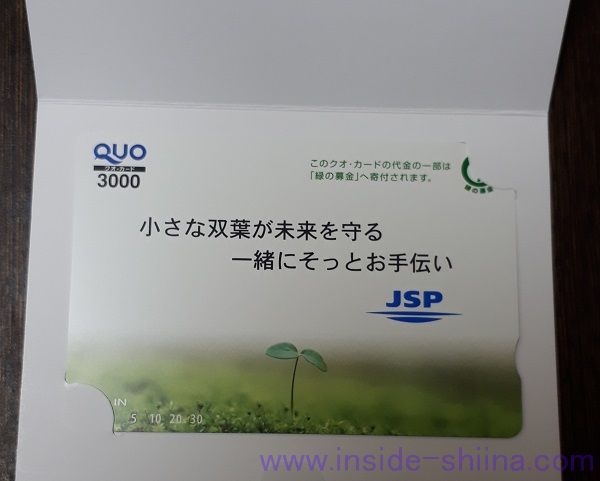 QUO
クオ・カード
3000
このクオ・カードの代金の一部は
「緑の募金」へ寄付されます。
緑の募金
小さな双葉が未来を守る
一緒にそっとお手伝い
JSP
IN
5 10 20 30
www.inside-shiina.com